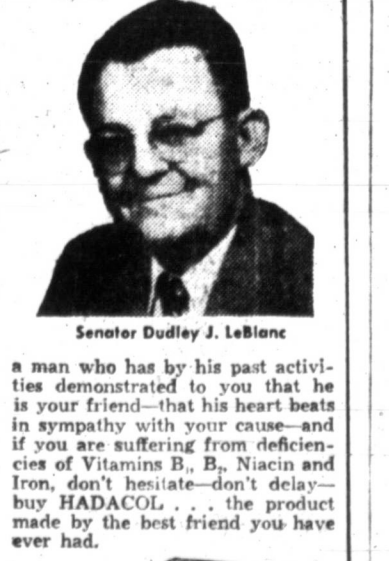 Senator Dudley J. LeBlanc
a man who has by his past activi-
ties demonstrated to you that he
is your friend—that his heart beats
in sympathy with your cause—and
if you are suffering from deficien-
cies of Vitamins B₁, B₂, Niacin and
Iron, don't hesitate—don't delay—
buy HADACOL . . . the product
made by the best friend you have
ever had.